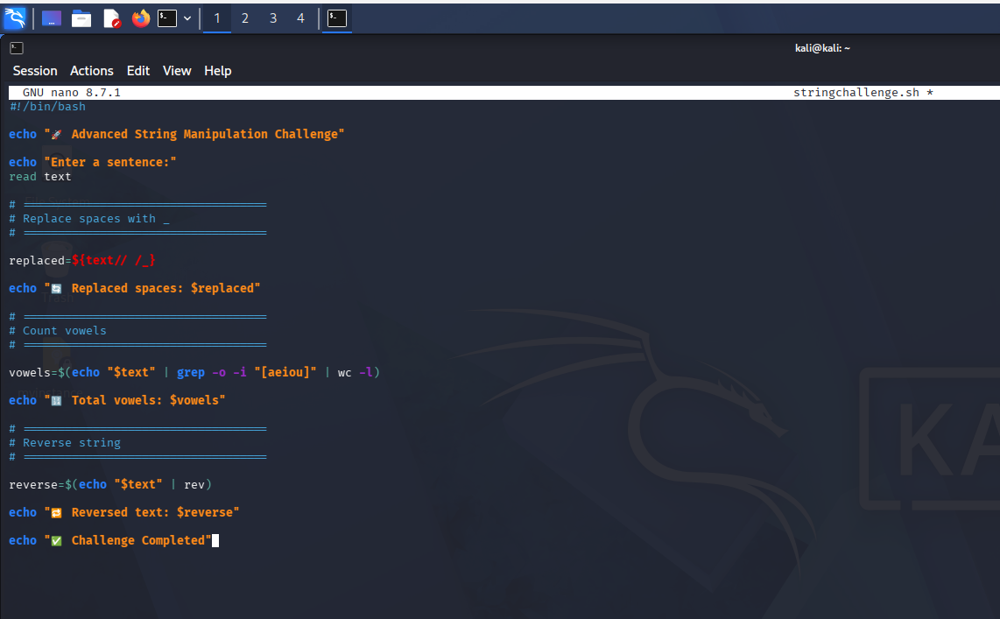 1 2 3 4
kali@kali: ~
Session Actions Edit View Help
GNU nano 8.7.1 stringchallenge.sh *
#!/bin/bash
echo "🚀 Advanced String Manipulation Challenge"
echo "Enter a sentence:"
read text
# ===================================
# Replace spaces with _
# ===================================
replaced=${text// /_}
echo "🔄 Replaced spaces: $replaced"
# ===================================
# Count vowels
# ===================================
vowels=$(echo "$text" | grep -o -i "[aeiou]" | wc -l)
echo "🔢 Total vowels: $vowels"
# ===================================
# Reverse string
# ===================================
reverse=$(echo "$text" | rev)
echo "🔁 Reversed text: $reverse"
echo "✅ Challenge Completed"
Trash
KA